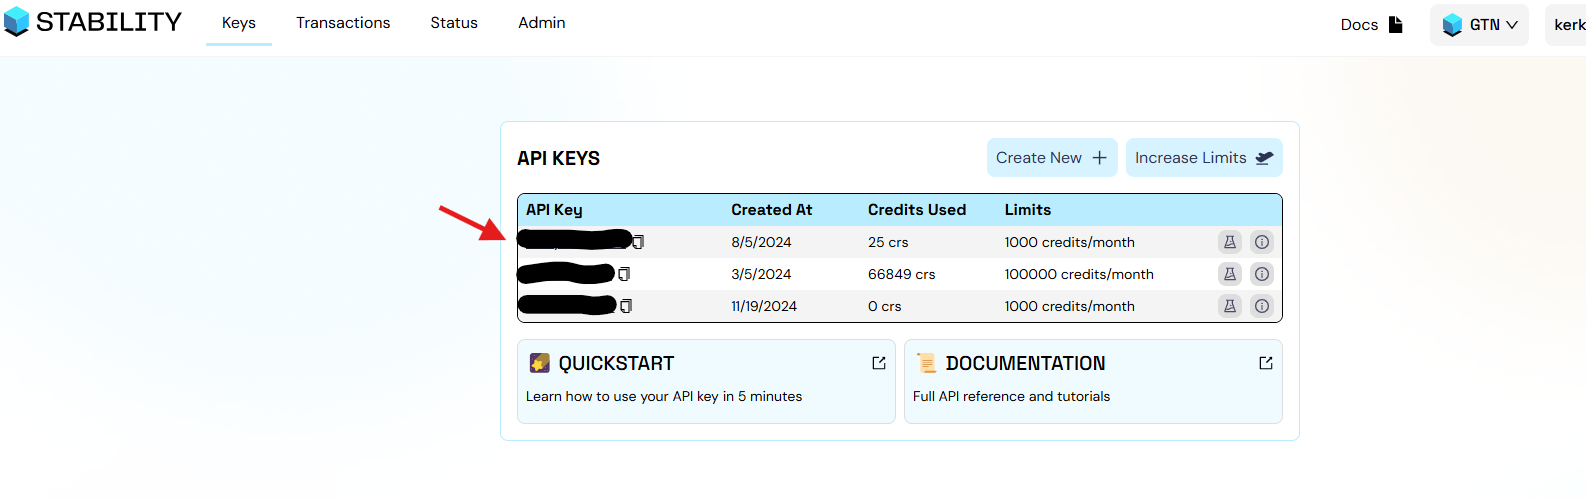 STABILITY Keys Transactions Status Admin Docs GTN kerk
API KEYS Create New Increase Limits
API Key Created At Credits Used Limits
8/5/2024 25 crs 1000 credits/month
3/5/2024 66849 crs 100000 credits/month
11/19/2024 0 crs 1000 credits/month
QUICKSTART DOCUMENTATION
Learn how to use your API key in 5 minutes Full API reference and tutorials